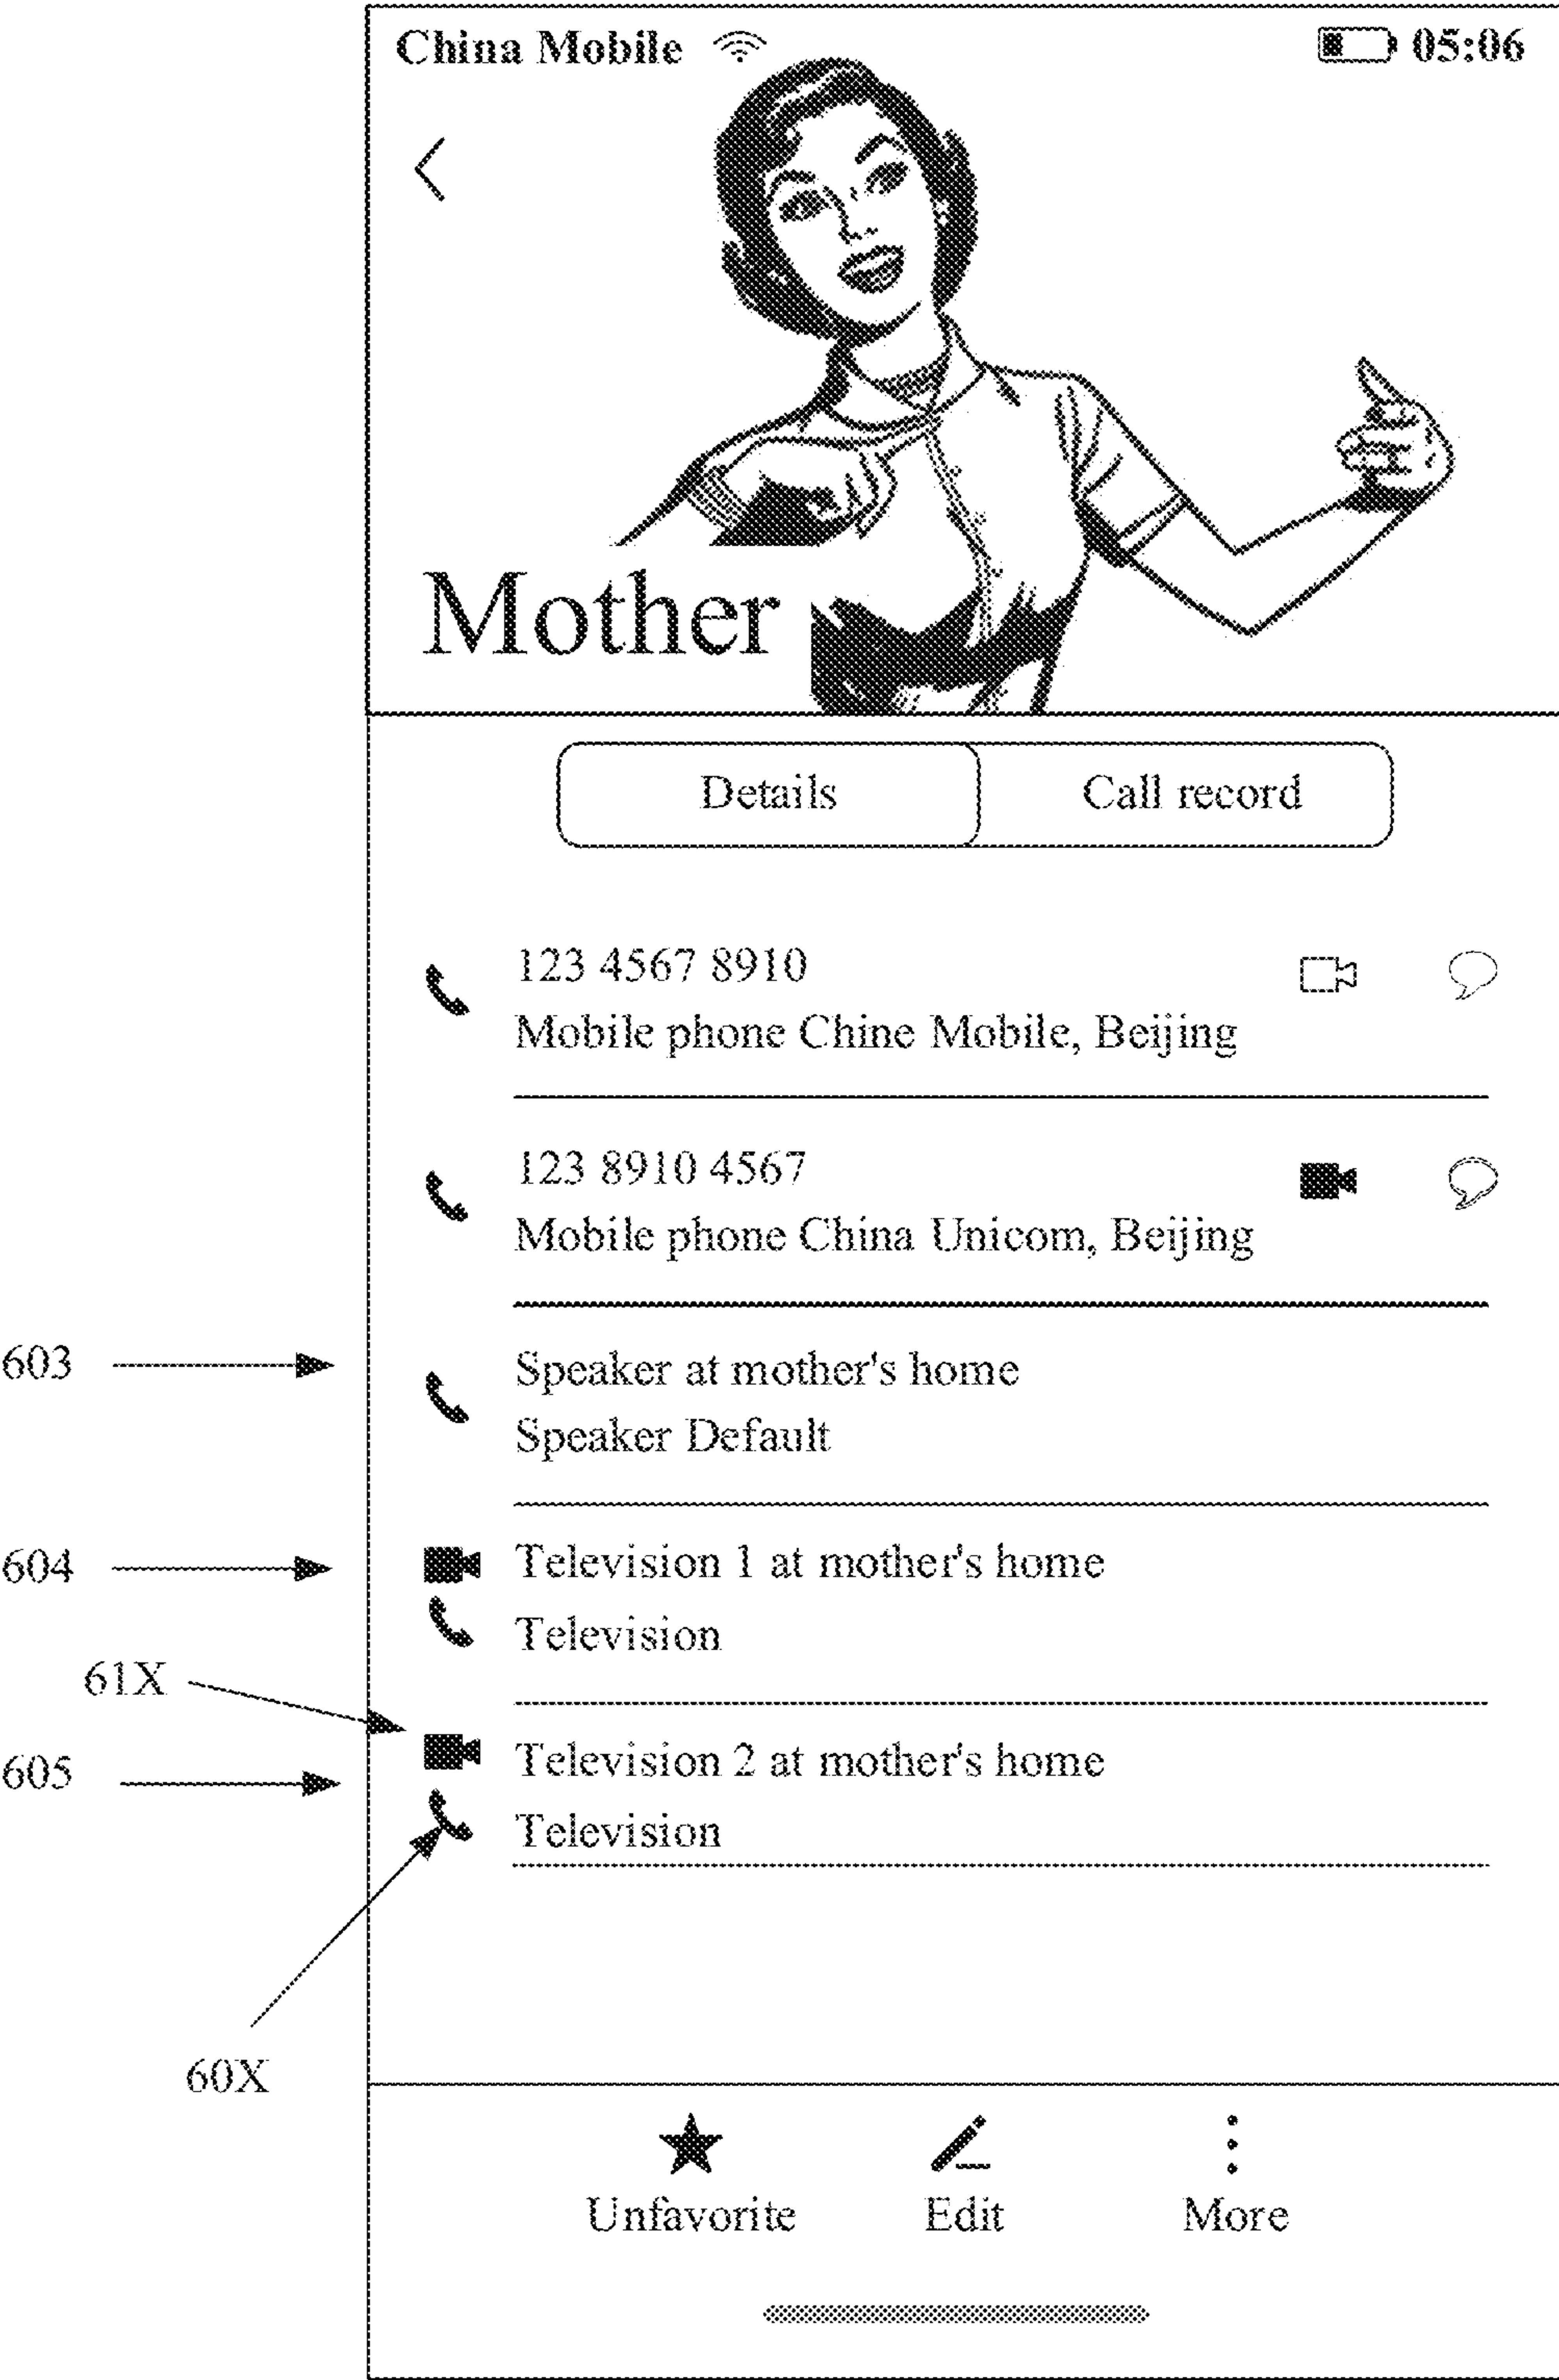 China Mobile 05:06
Mother
Details Call record
123 4567 8910
Mobile phone Chine Mobile, Beijing
123 8910 4567
Mobile phone China Unicom, Beijing
603
Speaker at mother's home
Speaker Default
604
Television 1 at mother's home
Television
61X
605
Television 2 at mother's home
Television
60X
Unfavorite Edit More